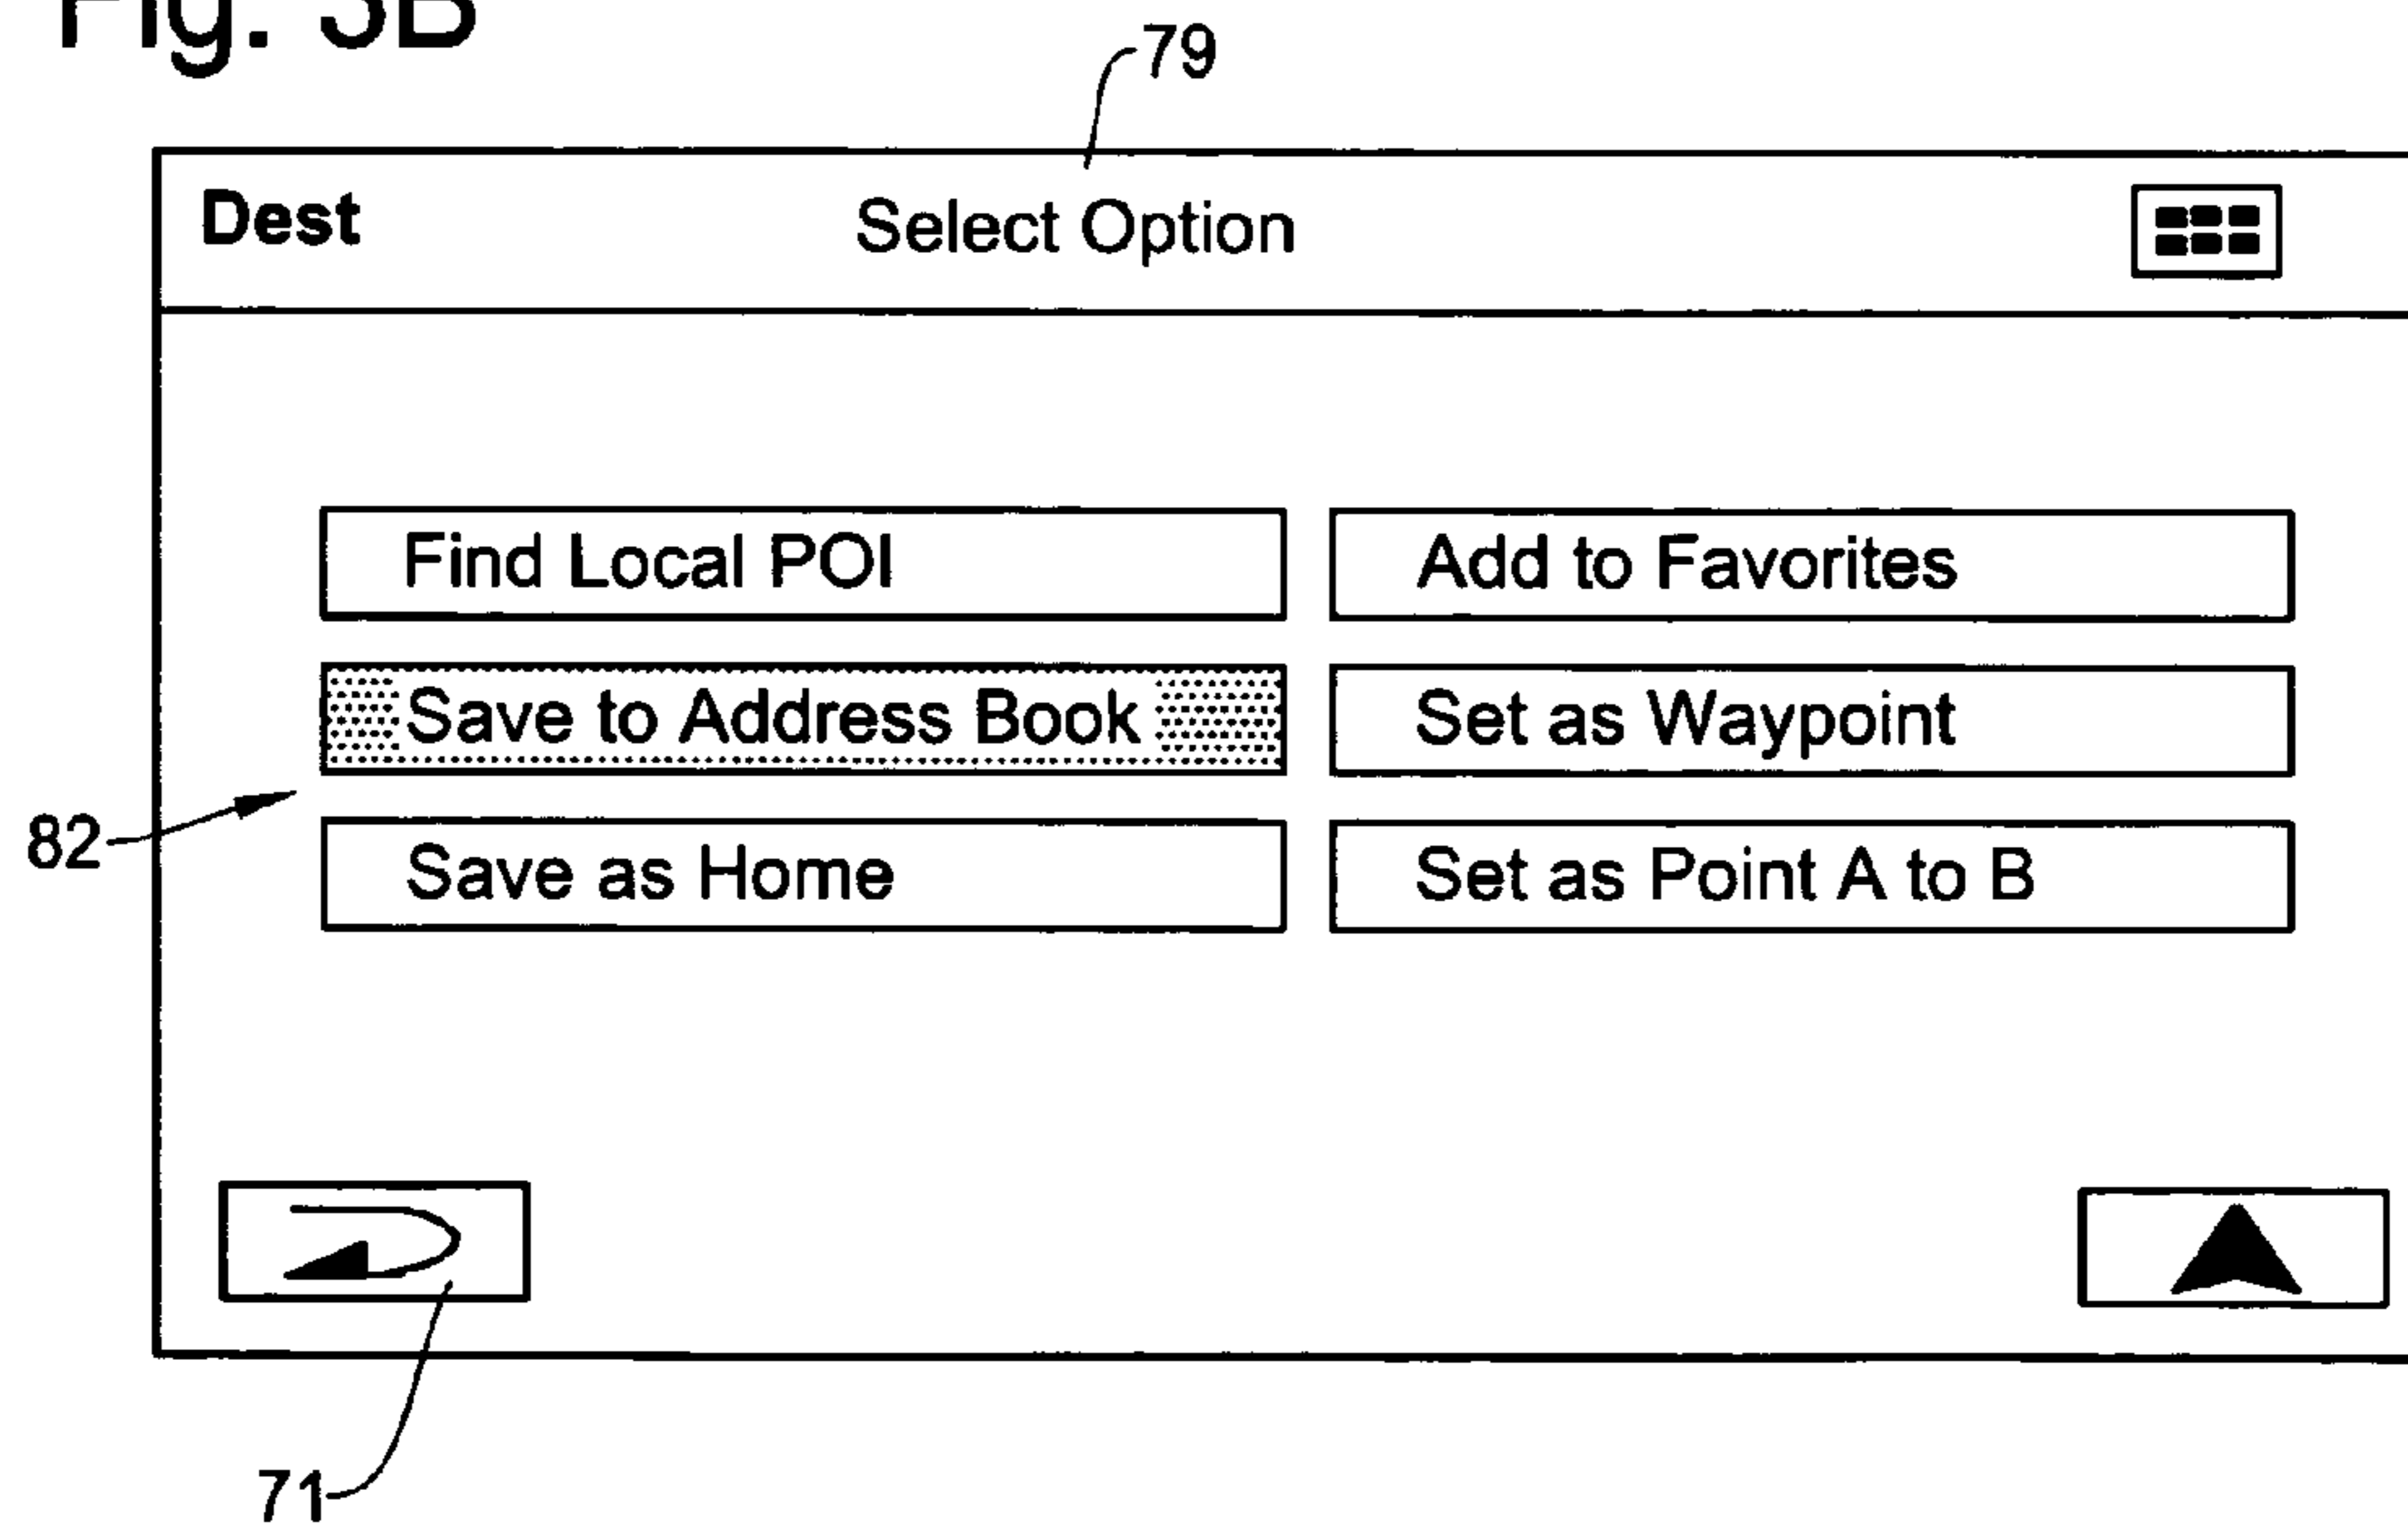 Fig. 3B
79
Dest Select Option
Find Local POI Add to Favorites
Save to Address Book Set as Waypoint
82
Save as Home Set as Point A to B
71